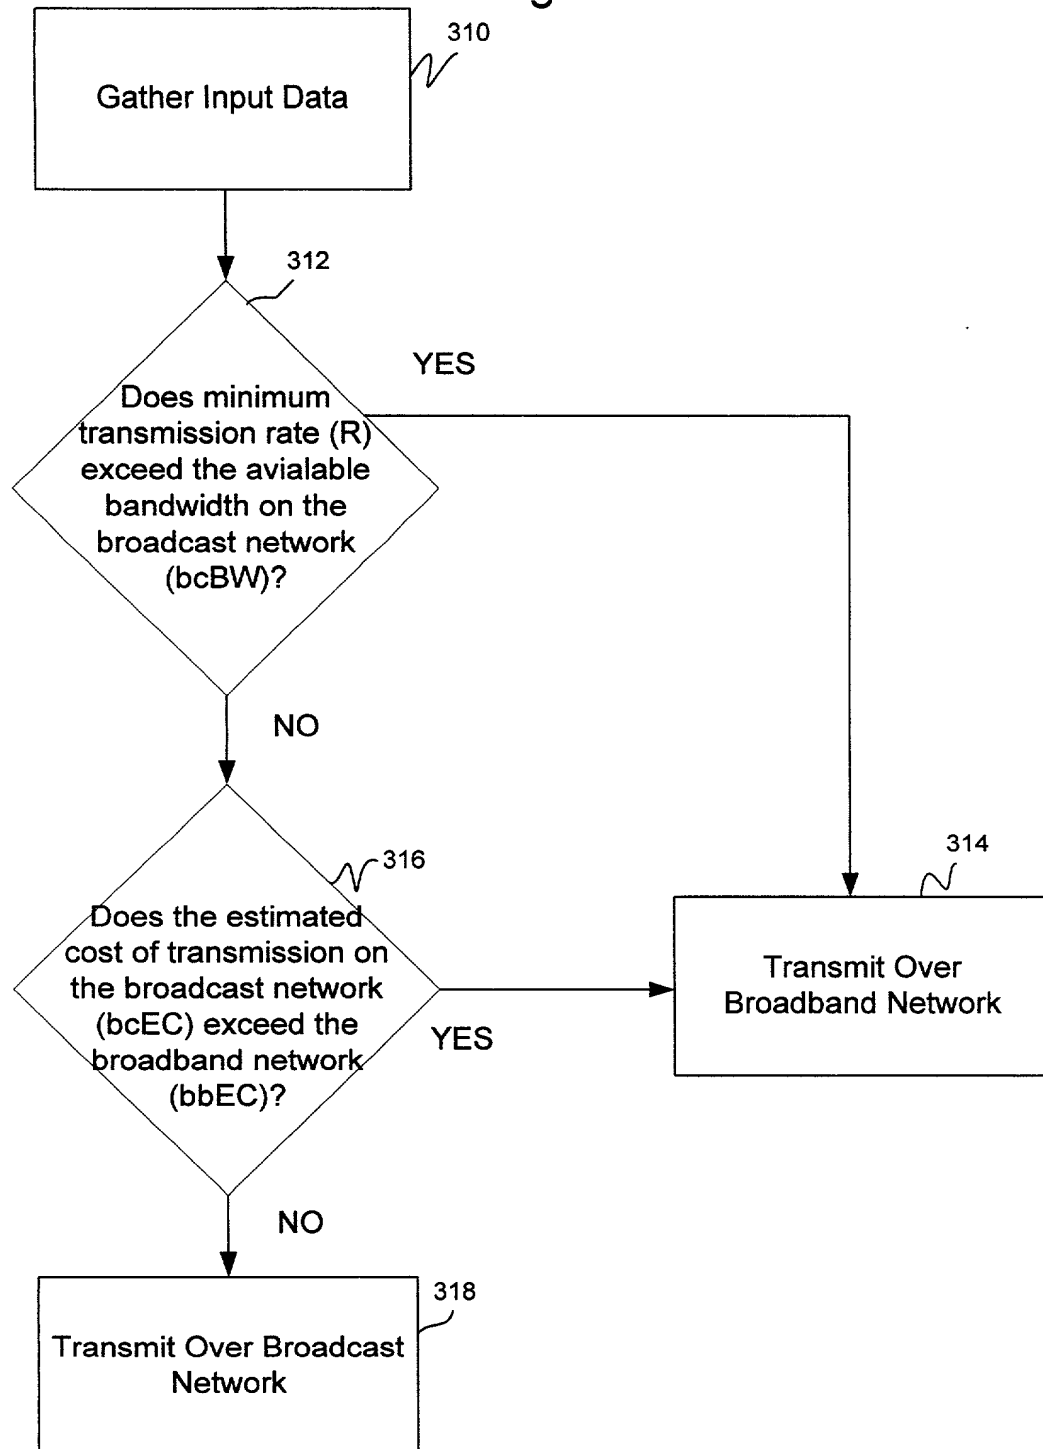 310
Gather Input Data
312
YES
Does minimum
transmission rate (R)
exceed the avialable
bandwidth on the
broadcast network
(bcBW)?
NO
316
314
Does the estimated
cost of transmission on
the broadcast network
(bcEC) exceed the
broadband network
(bbEC)?
YES
Transmit Over
Broadband Network
NO
318
Transmit Over Broadcast
Network